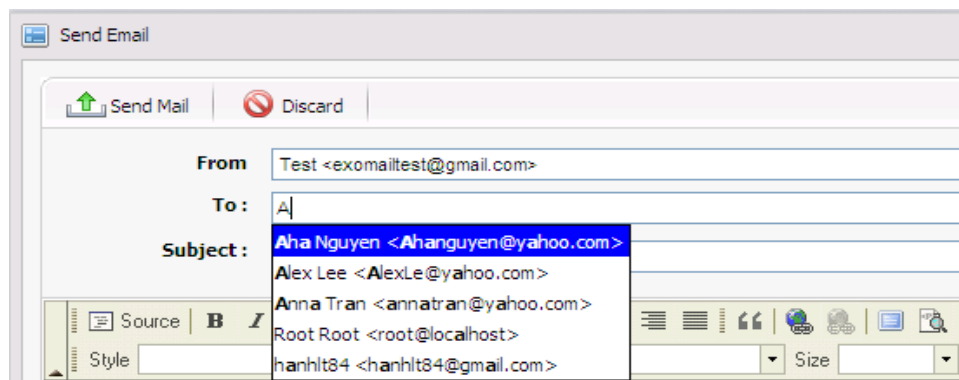 Send Email
Send Mail Discard
From Test <exomailtest@gmail.com>
To : A
Aha Nguyen <Ahanguyen@yahoo.com>
Subject :
Alex Lee <AlexLe@yahoo.com>
Anna Tran <annatran@yahoo.com>
Source B I
Root Root <root@localhost>
Style hanhlt84 <hanhlt84@gmail.com> Size